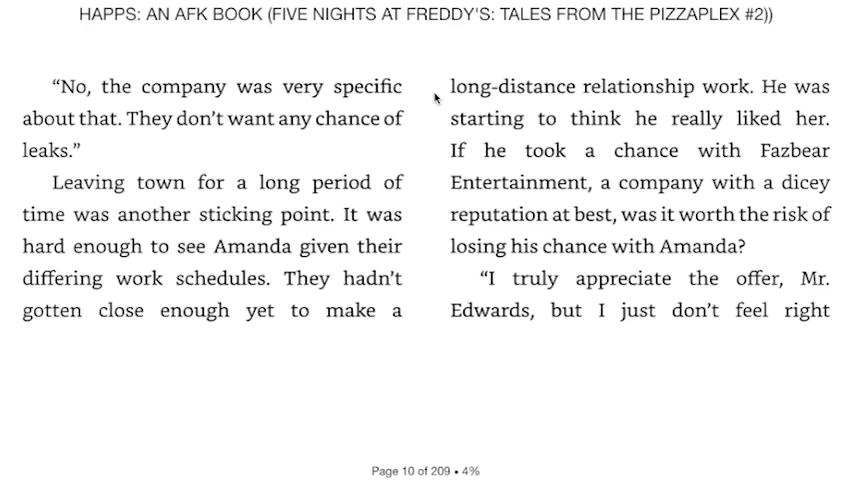 HAPPS: AN AFK BOOK (FIVE NIGHTS AT FREDDY'S: TALES FROM THE PIZZAPLEX #2))
“No, the company was very specific
about that. They don’t want any chance of
leaks.”
Leaving town for a long period of
time was another sticking point. It was
hard enough to see Amanda given their
differing work schedules. They hadn’t
gotten close enough yet to make a
long-distance relationship work. He was
starting to think he really liked her.
If he took a chance with Fazbear
Entertainment, a company with a dicey
reputation at best, was it worth the risk of
losing his chance with Amanda?
“I truly appreciate the offer, Mr.
Edwards, but I just don’t feel right
Page 10 of 209 • 4%